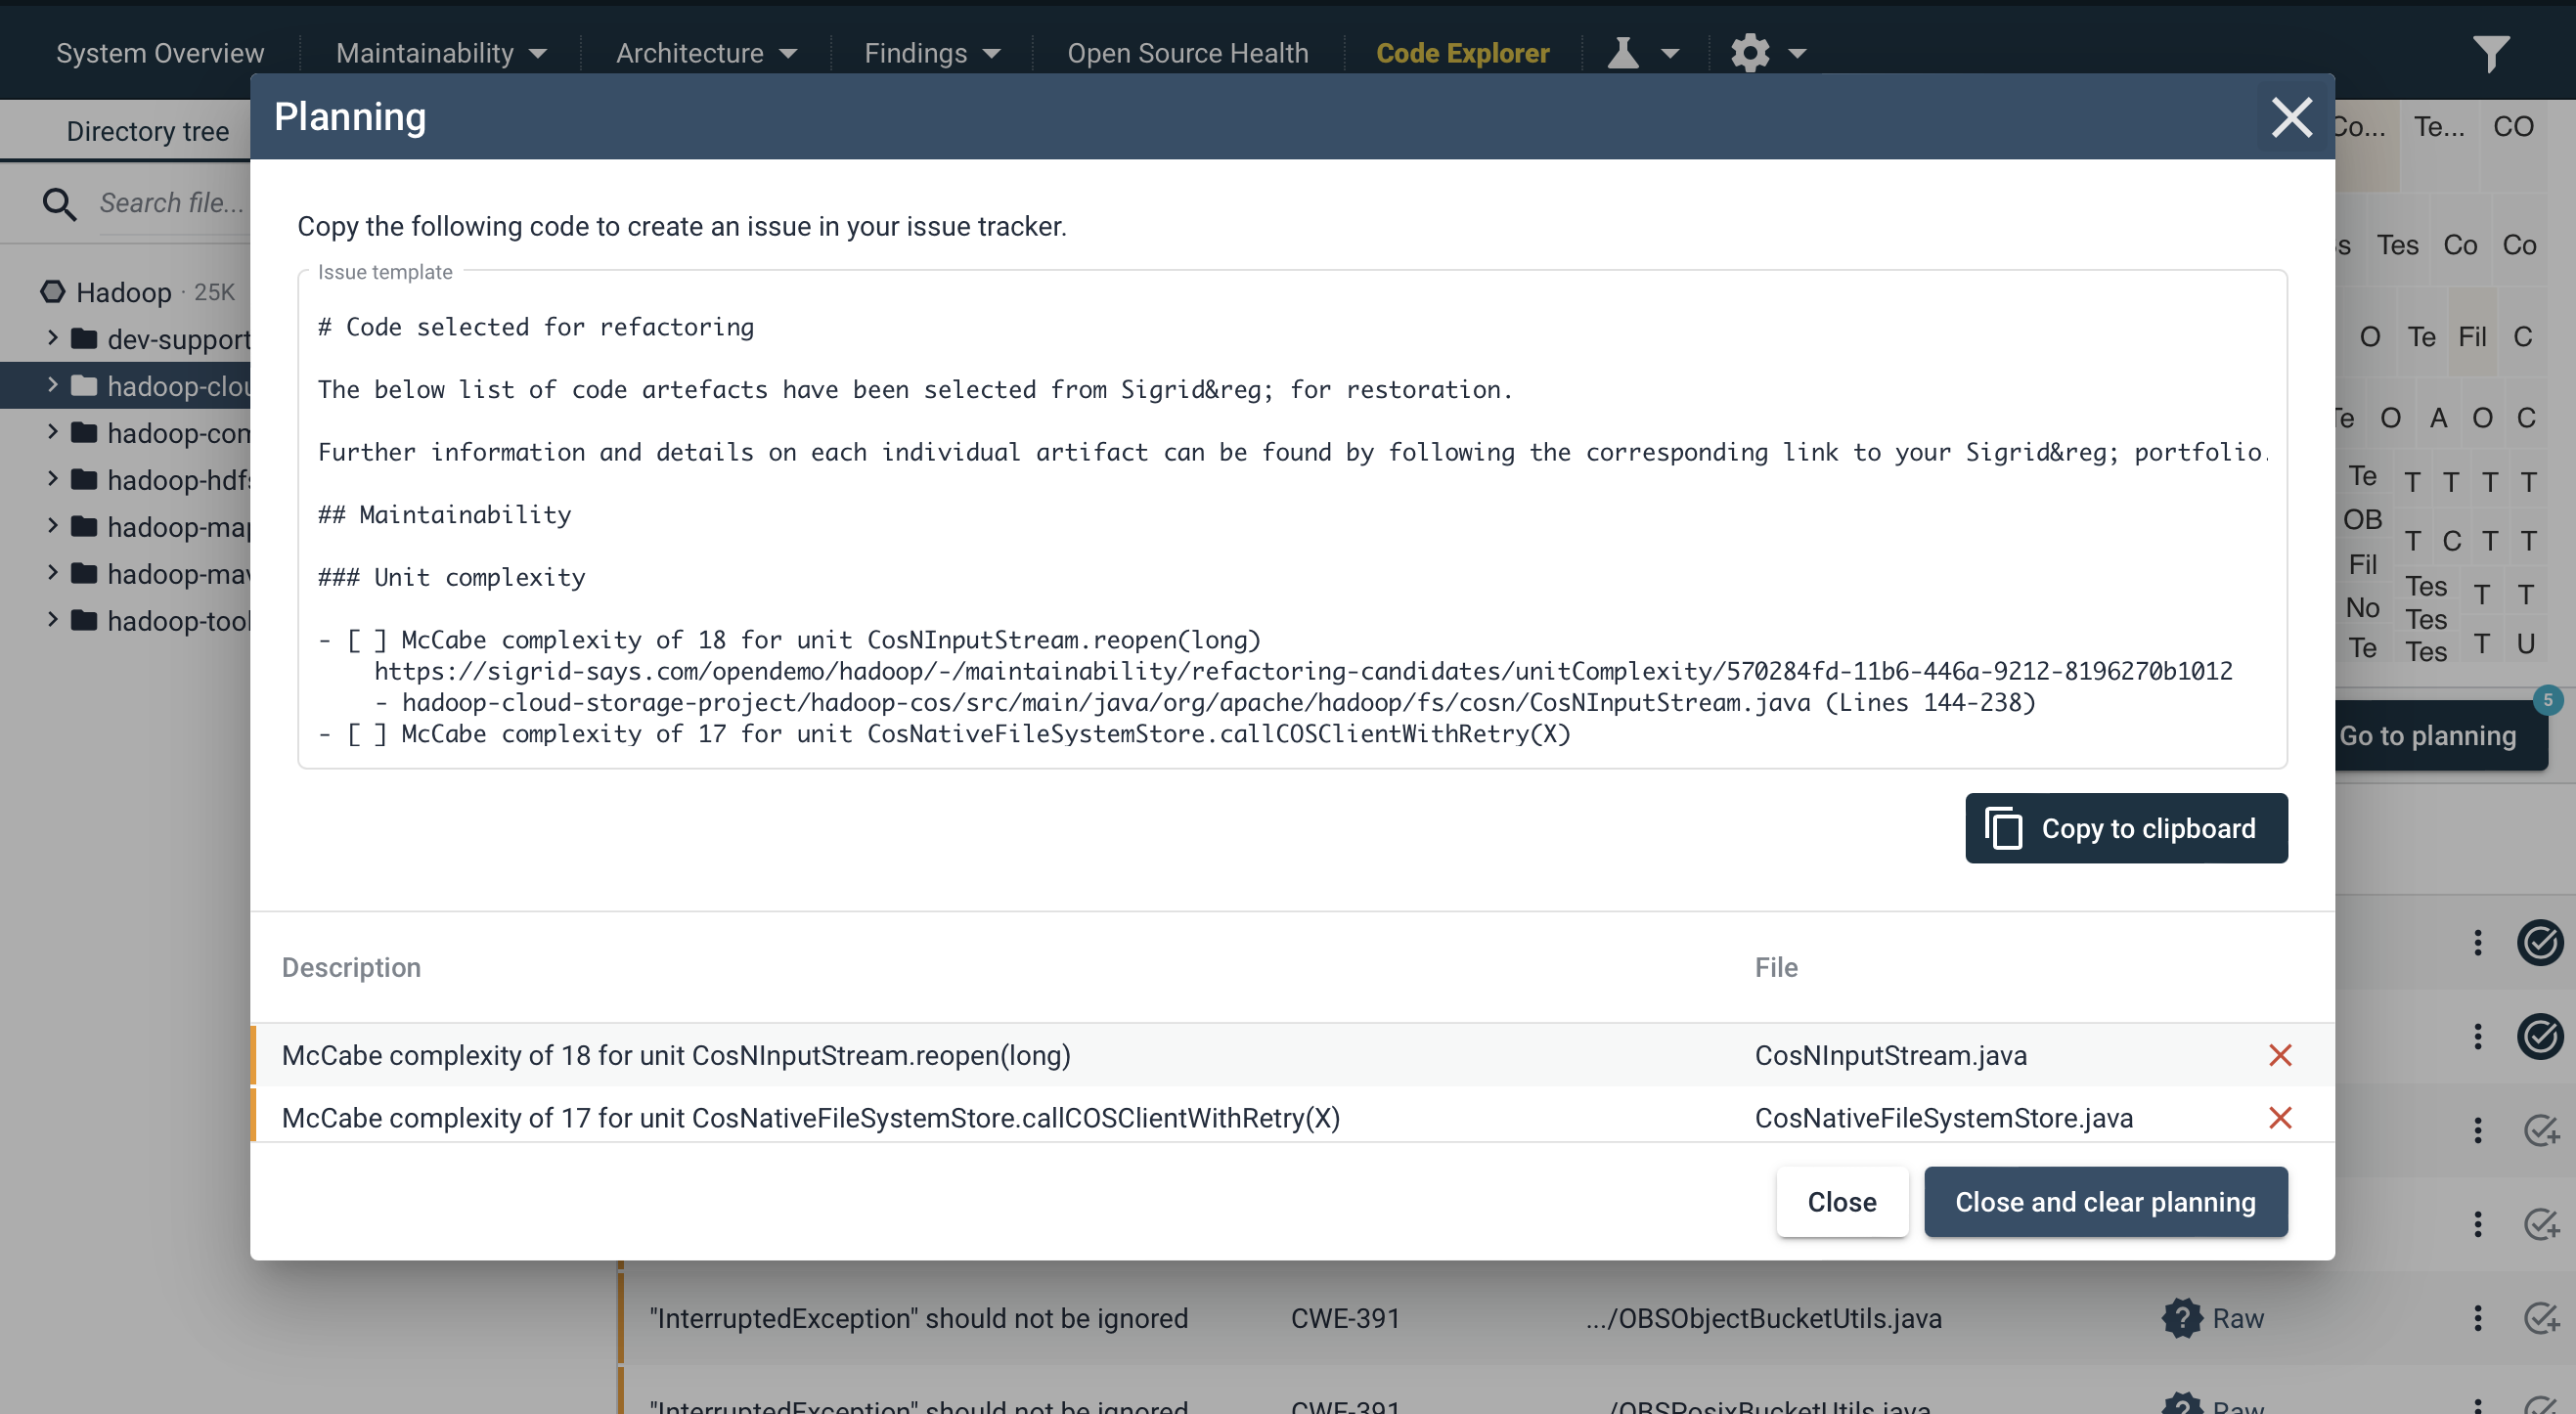 System Overview
Maintainability
Architecture
Findings
Open Source Health
Code Explorer
Directory tree
Search file...
Hadoop · 25K
dev-support
hadoop-clou
hadoop-com
hadoop-hdfs
hadoop-map
hadoop-mav
hadoop-tool
Planning
Copy the following code to create an issue in your issue tracker.
Issue template
# Code selected for refactoring
The below list of code artefacts have been selected from Sigrid&reg; for restoration.
Further information and details on each individual artifact can be found by following the corresponding link to your Sigrid&reg; portfolio.
## Maintainability
### Unit complexity
- [ ] McCabe complexity of 18 for unit CosNInputStream.reopen(long)
https://sigrid-says.com/opendemo/hadoop/-/maintainability/refactoring-candidates/unitComplexity/570284fd-11b6-446a-9212-8196270b1012
- hadoop-cloud-storage-project/hadoop-cos/src/main/java/org/apache/hadoop/fs/cosn/CosNInputStream.java (Lines 144-238)
- [ ] McCabe complexity of 17 for unit CosNativeFileSystemStore.callCOSClientWithRetry(X)
Copy to clipboard
Description File
McCabe complexity of 18 for unit CosNInputStream.reopen(long) CosNInputStream.java
McCabe complexity of 17 for unit CosNativeFileSystemStore.callCOSClientWithRetry(X) CosNativeFileSystemStore.java
Close
Close and clear planning
Co... Te... CO
s Tes Co Co
O Te Fil C
Te O A O C
Te T T T T
OB T C T T
Fil Tes T T
No Tes
Te Tes T U
5
Go to planning
"InterruptedException" should not be ignored CWE-391 .../OBSObjectBucketUtils.java Raw
"InterruptedException" should not be ignored CWE-391 .../OBSPosixBucketUtils.java Raw